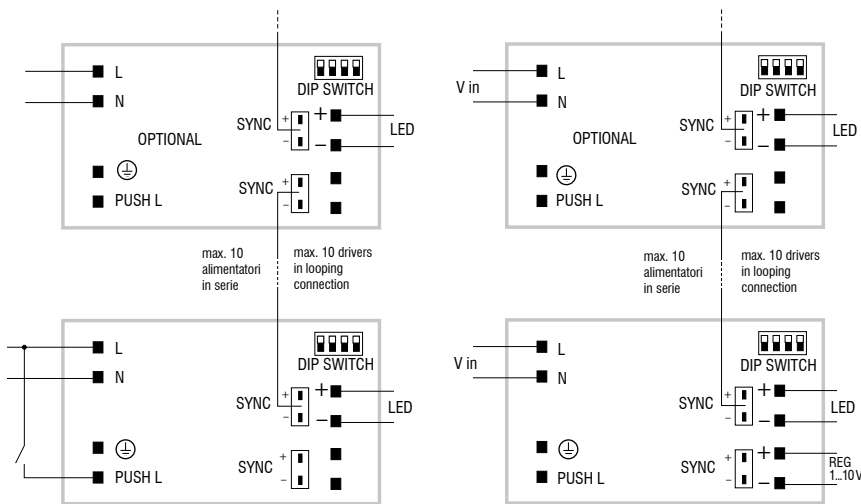 L
N
OPTIONAL
PUSH L
DIP SWITCH
SYNC
+
-
+
-
LED
SYNC
+
-
V in
L
N
PUSH L
DIP SWITCH
SYNC
+
-
+
-
LED
SYNC
+
-
max. 10
alimentatori
in serie
max. 10 drivers
in looping
connection
max. 10
alimentatori
in serie
max. 10 drivers
in looping
connection
L
N
PUSH L
DIP SWITCH
SYNC
+
-
+
-
LED
SYNC
+
-
V in
L
N
PUSH L
DIP SWITCH
SYNC
+
-
+
-
LED
SYNC
+
-
+
-
REG
1...10V